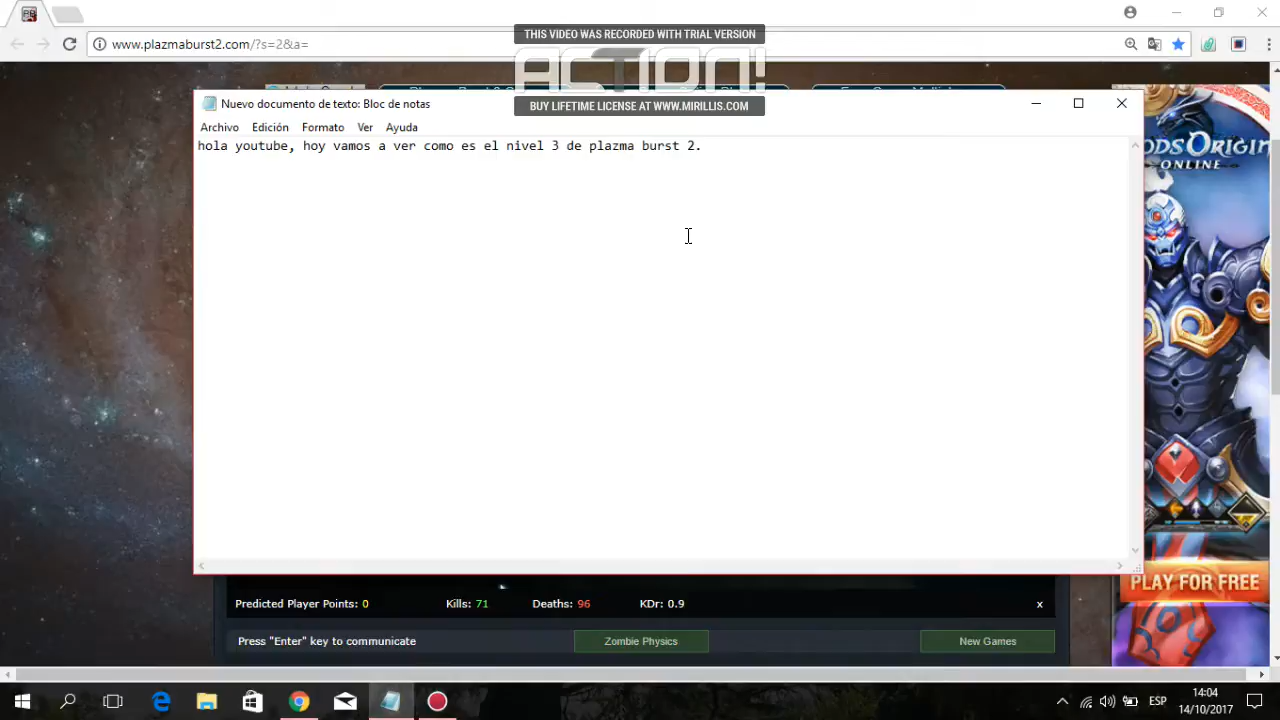 THIS VIDEO WAS RECORDED WITH TRIAL VERSION
www.plazmaburst2.com/?s=2&a=
ACTION!
BUY LIFETIME LICENSE AT WWW.MIRILLIS.COM
Nuevo documento de texto: Bloc de notas
Archivo Edición Formato Ver Ayuda
hola youtube, hoy vamos a ver como es el nivel 3 de plazma burst 2.
ONLINE
PLAY FOR FREE
Predicted Player Points: 0 Kills: 71 Deaths: 96 KDr: 0.9 x
Press "Enter" key to communicate Zombie Physics New Games
ESP
14:04
14/10/2017